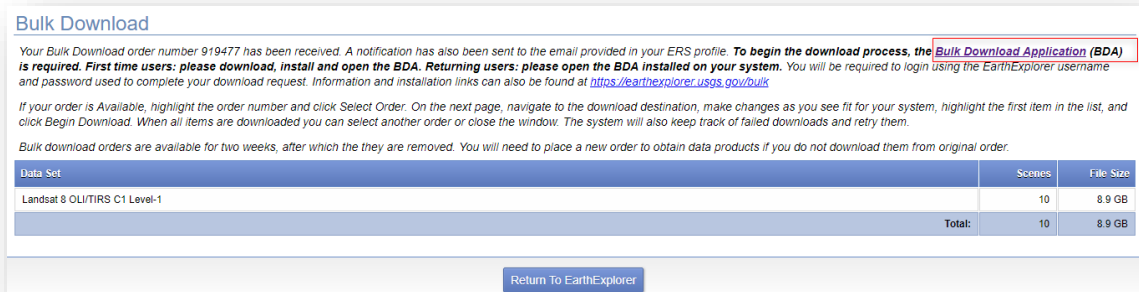 Bulk Download
Your Bulk Download order number 919477 has been received. A notification has also been sent to the email provided in your ERS profile. To begin the download process, the Bulk Download Application (BDA)
is required. First time users: please download, install and open the BDA. Returning users: please open the BDA installed on your system. You will be required to login using the EarthExplorer username
and password used to complete your download request. Information and installation links can also be found at https://earthexplorer.usgs.gov/bulk
If your order is Available, highlight the order number and click Select Order. On the next page, navigate to the download destination, make changes as you see fit for your system, highlight the first item in the list, and
click Begin Download. When all items are downloaded you can select another order or close the window. The system will also keep track of failed downloads and retry them.
Bulk download orders are available for two weeks, after which the they are removed. You will need to place a new order to obtain data products if you do not download them from original order.
Data Set Scenes File Size
Landsat 8 OLI/TIRS C1 Level-1 10 8.9 GB
Total: 10 8.9 GB
Return To EarthExplorer